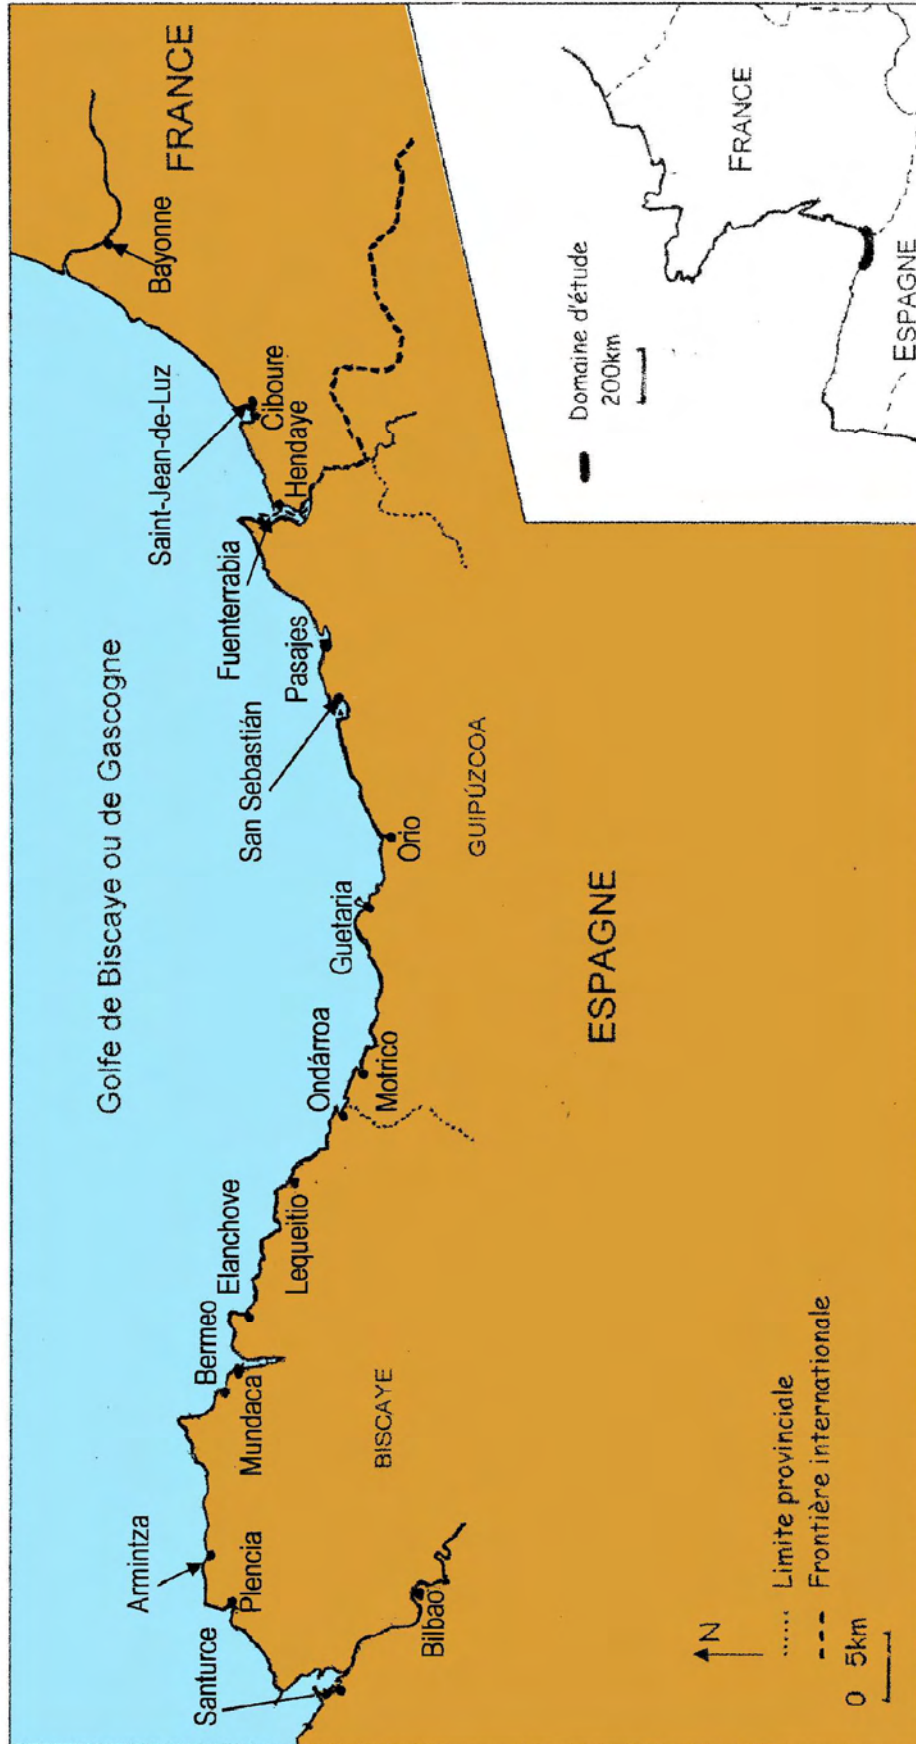 Golfe de Biscaye ou de Gascogne
FRANCE
Bayonne
Saint-Jean-de-Luz
Ciboure
Hendaye
Fuenterrabia
Pasajes
San Sebastián
Orio
Guetaria
GUIPÚZCOA
Motrico
Ondárroa
Lequeitio
Elanchove
Bermeo
Mundaca
BISCAYE
Armintza
Plencia
Santurce
Bilbao
ESPAGNE
N
Limite provinciale
Frontière internationale
0 5km
Domaine d'étude
200km
FRANCE
ESPAGNE